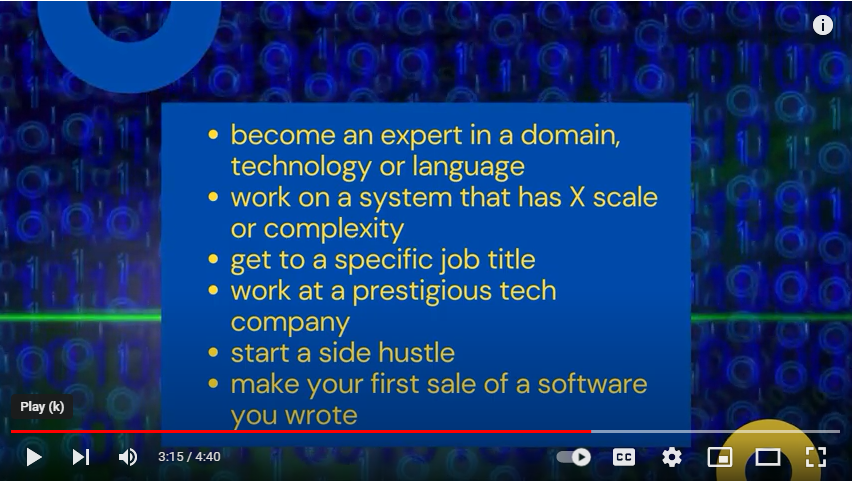 • become an expert in a domain,
technology or language
• work on a system that has X scale
or complexity
• get to a specific job title
• work at a prestigious tech
company
• start a side hustle
• make your first sale of a software
you wrote
Play (k)
3:15 / 4:40
CC